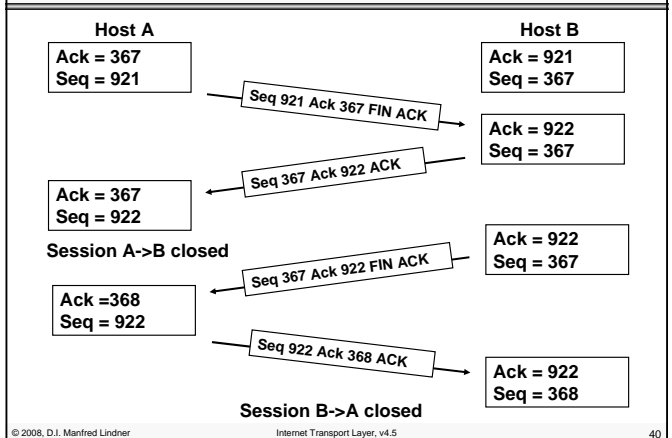 Host A
Host B
Ack = 367
Seq = 921
Ack = 921
Seq = 367
Seq 921 Ack 367 FIN ACK
Ack = 922
Seq = 367
Seq 367 Ack 922 ACK
Ack = 367
Seq = 922
Session A->B closed
Ack = 922
Seq = 367
Seq 367 Ack 922 FIN ACK
Ack =368
Seq = 922
Seq 922 Ack 368 ACK
Ack = 922
Seq = 368
Session B->A closed
© 2008, D.I. Manfred Lindner
Internet Transport Layer, v4.5
40